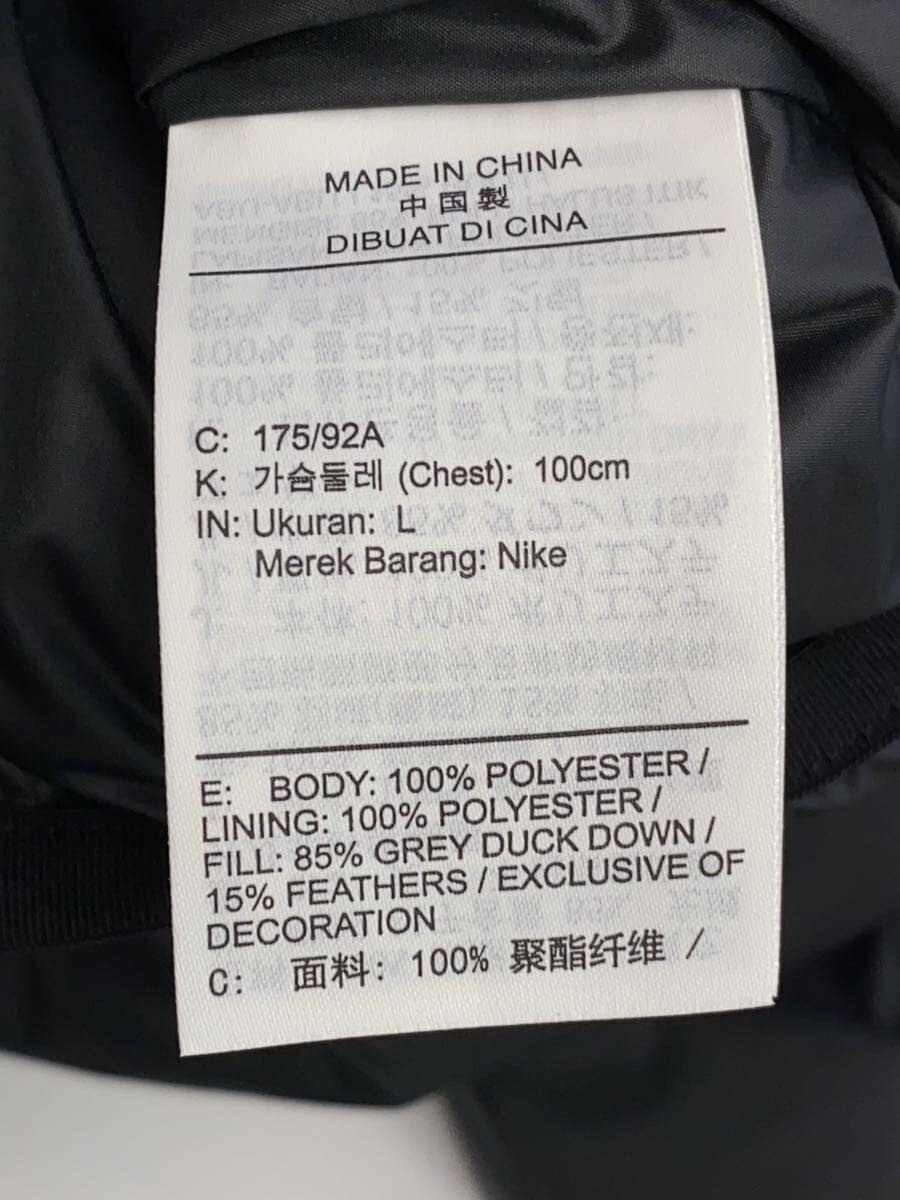 MADE IN CHINA
中国製
DIBUAT DI CINA
C: 175/92A
K: 가슴둘레 (Chest): 100cm
IN: Ukuran: L
Merek Barang: Nike
E: BODY: 100% POLYESTER /
LINING: 100% POLYESTER /
FILL: 85% GREY DUCK DOWN /
15% FEATHERS / EXCLUSIVE OF
DECORATION
C: 面料: 100% 聚酯纤维 /